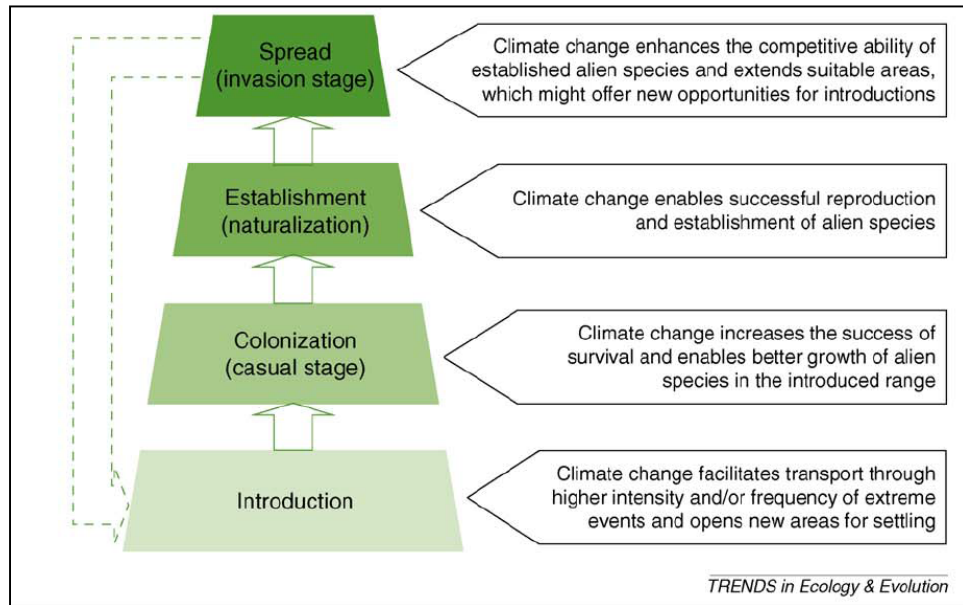 Spread
(invasion stage)
Climate change enhances the competitive ability of
established alien species and extends suitable areas,
which might offer new opportunities for introductions
Establishment
(naturalization)
Climate change enables successful reproduction
and establishment of alien species
Colonization
(casual stage)
Climate change increases the success of
survival and enables better growth of alien
species in the introduced range
Introduction
Climate change facilitates transport through
higher intensity and/or frequency of extreme
events and opens new areas for settling
TRENDS in Ecology & Evolution